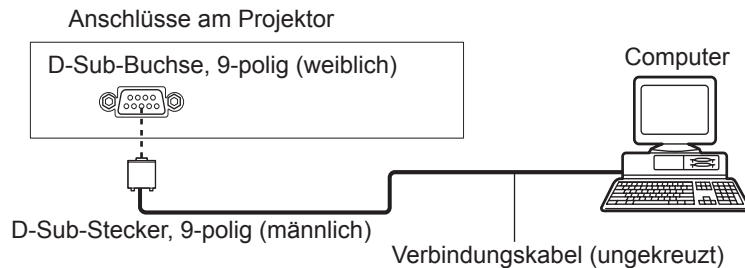 Anschlüsse am Projektor
D-Sub-Buchse, 9-polig (weiblich)
Computer
D-Sub-Stecker, 9-polig (männlich)
Verbindungskabel (ungekreuzt)